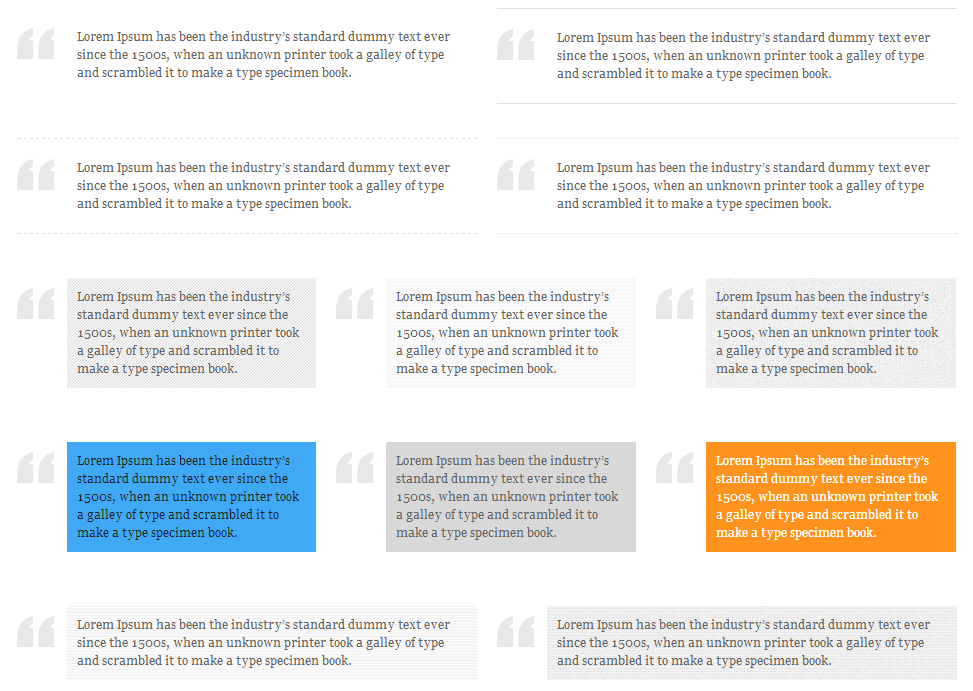 Lorem Ipsum has been the industry’s standard dummy text ever
since the 1500s, when an unknown printer took a galley of type
and scrambled it to make a type specimen book.
Lorem Ipsum has been the industry’s standard dummy text ever
since the 1500s, when an unknown printer took a galley of type
and scrambled it to make a type specimen book.
Lorem Ipsum has been the industry’s standard dummy text ever
since the 1500s, when an unknown printer took a galley of type
and scrambled it to make a type specimen book.
Lorem Ipsum has been the industry’s standard dummy text ever
since the 1500s, when an unknown printer took a galley of type
and scrambled it to make a type specimen book.
Lorem Ipsum has been the industry’s
standard dummy text ever since the
1500s, when an unknown printer took
a galley of type and scrambled it to
make a type specimen book.
Lorem Ipsum has been the industry’s
standard dummy text ever since the
1500s, when an unknown printer took
a galley of type and scrambled it to
make a type specimen book.
Lorem Ipsum has been the industry’s
standard dummy text ever since the
1500s, when an unknown printer took
a galley of type and scrambled it to
make a type specimen book.
Lorem Ipsum has been the industry’s
standard dummy text ever since the
1500s, when an unknown printer took
a galley of type and scrambled it to
make a type specimen book.
Lorem Ipsum has been the industry’s
standard dummy text ever since the
1500s, when an unknown printer took
a galley of type and scrambled it to
make a type specimen book.
Lorem Ipsum has been the industry’s
standard dummy text ever since the
1500s, when an unknown printer took
a galley of type and scrambled it to
make a type specimen book.
Lorem Ipsum has been the industry’s standard dummy text ever
since the 1500s, when an unknown printer took a galley of type
and scrambled it to make a type specimen book.
Lorem Ipsum has been the industry’s standard dummy text ever
since the 1500s, when an unknown printer took a galley of type
and scrambled it to make a type specimen book.